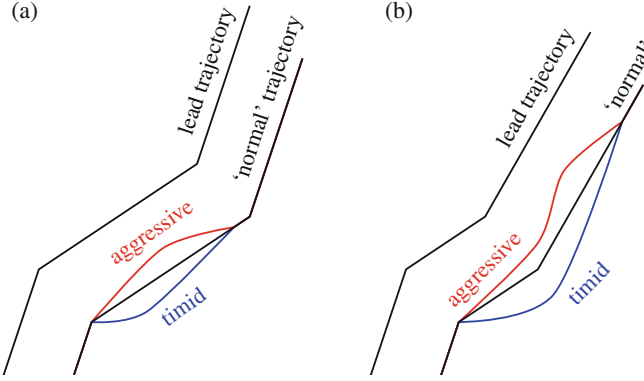 (a)
lead trajectory
‘normal’ trajectory
aggressive
timid
(b)
lead trajectory
‘normal’
aggressive
timid